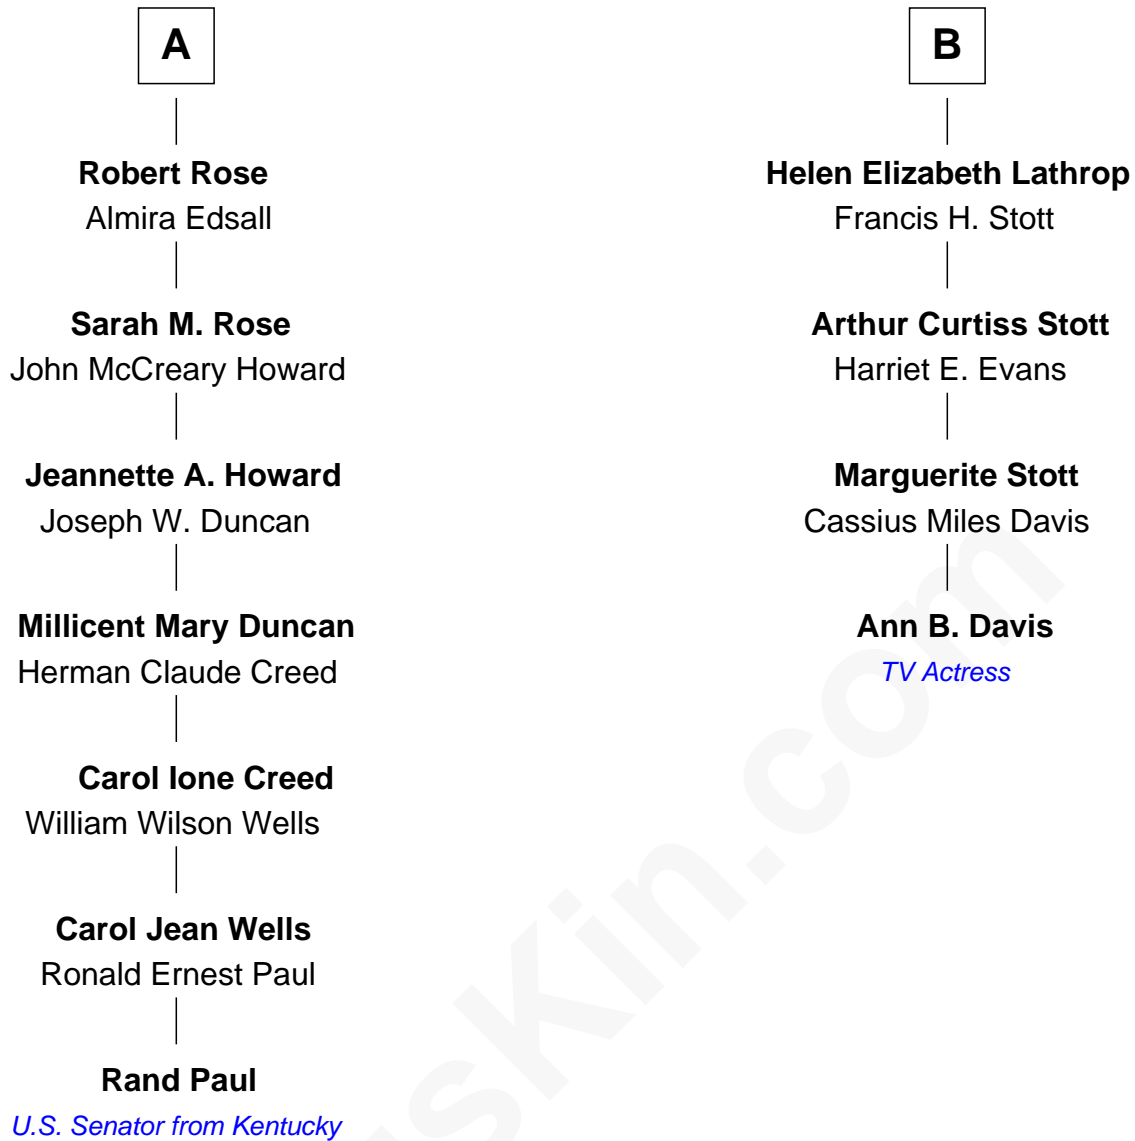 A
Robert Rose
Almira Edsall
Sarah M. Rose
John McCreary Howard
Jeannette A. Howard
Joseph W. Duncan
Millicent Mary Duncan
Herman Claude Creed
Carol Ione Creed
William Wilson Wells
Carol Jean Wells
Ronald Ernest Paul
Rand Paul
U.S. Senator from Kentucky
B
Helen Elizabeth Lathrop
Francis H. Stott
Arthur Curtiss Stott
Harriet E. Evans
Marguerite Stott
Cassius Miles Davis
Ann B. Davis
TV Actress
sKin.com